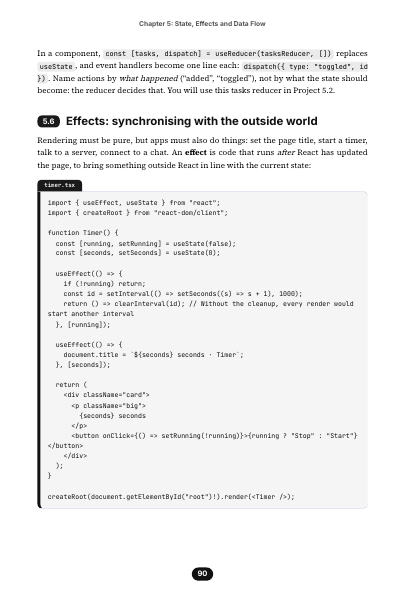 Chapter 5: State, Effects and Data Flow
In a component, const [tasks, dispatch] = useReducer(tasksReducer, []) replaces
useState, and event handlers become one line each: dispatch({ type: "toggled", id
}). Name actions by what happened (“added”, “toggled”), not by what the state should
become: the reducer decides that. You will use this tasks reducer in Project 5.2.
5.6 Effects: synchronising with the outside world
Rendering must be pure, but apps must also do things: set the page title, start a timer,
talk to a server, connect to a chat. An effect is code that runs after React has updated
the page, to bring something outside React in line with the current state:
timer.tsx
import { useEffect, useState } from "react";
import { createRoot } from "react-dom/client";
function Timer() {
  const [running, setRunning] = useState(false);
  const [seconds, setSeconds] = useState(0);
  useEffect(() => {
    if (!running) return;
    const id = setInterval(() => setSeconds((s) => s + 1), 1000);
    return () => clearInterval(id); // Without the cleanup, every render would
start another interval
  }, [running]);
  useEffect(() => {
    document.title = `${seconds} seconds · Timer`;
  }, [seconds]);
  return (
    <div className="card">
      <p className="big">
        {seconds} seconds
      </p>
      <button onClick={() => setRunning(!running)}>{running ? "Stop" : "Start"}
</button>
    </div>
  );
}
createRoot(document.getElementById("root")!).render(<Timer />);
90